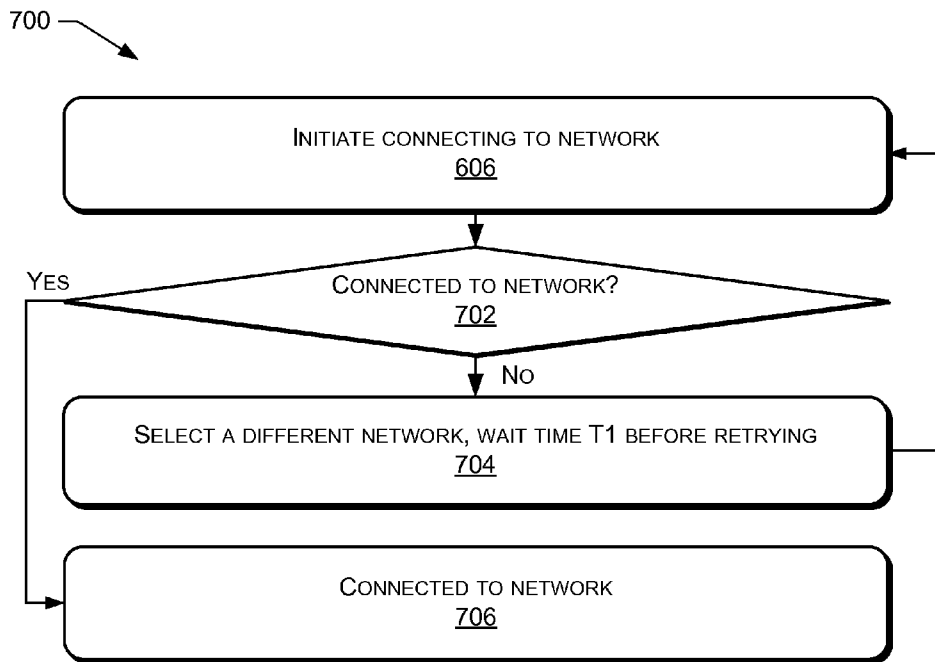 700
INITIATE CONNECTING TO NETWORK
606
CONNECTED TO NETWORK?
702
YES
NO
SELECT A DIFFERENT NETWORK, WAIT TIME T1 BEFORE RETRYING
704
CONNECTED TO NETWORK
706